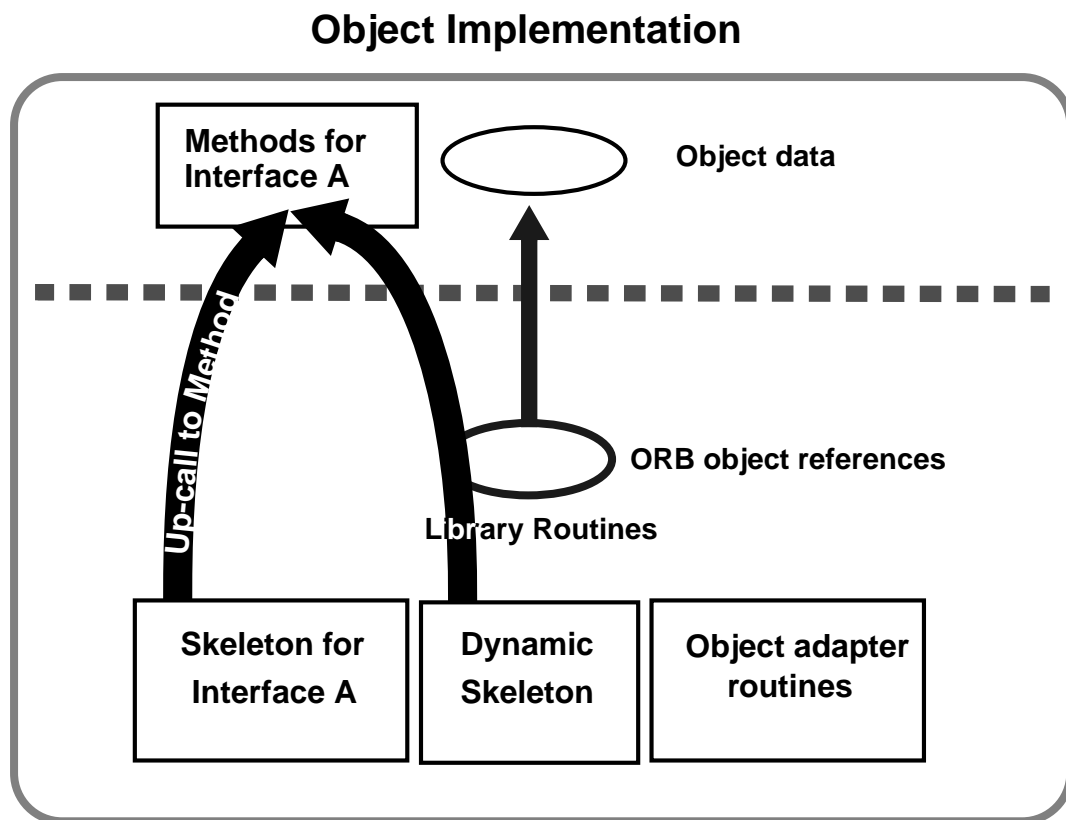 Object Implementation
Methods for
Interface A
Object data
Up-call to Method
ORB object references
Library Routines
Skeleton for
Interface A
Dynamic
Skeleton
Object adapter
routines